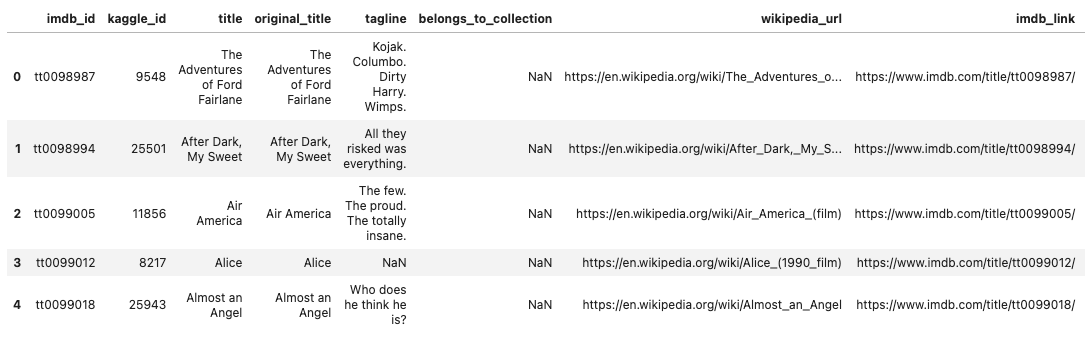 imdb_id kaggle_id title original_title tagline belongs_to_collection wikipedia_url imdb_link
0 tt0098987 9548 The Adventures of Ford Fairlane The Adventures of Ford Fairlane Kojak. Columbo. Dirty Harry. Wimps. NaN https://en.wikipedia.org/wiki/The_Adventures_o... https://www.imdb.com/title/tt0098987/
1 tt0098994 25501 After Dark, My Sweet After Dark, My Sweet All they risked was everything. NaN https://en.wikipedia.org/wiki/After_Dark,_My_S... https://www.imdb.com/title/tt0098994/
2 tt0099005 11856 Air America Air America The few. The proud. The totally insane. NaN https://en.wikipedia.org/wiki/Air_America_(film) https://www.imdb.com/title/tt0099005/
3 tt0099012 8217 Alice Alice NaN NaN https://en.wikipedia.org/wiki/Alice_(1990_film) https://www.imdb.com/title/tt0099012/
4 tt0099018 25943 Almost an Angel Almost an Angel Who does he think he is? NaN https://en.wikipedia.org/wiki/Almost_an_Angel https://www.imdb.com/title/tt0099018/